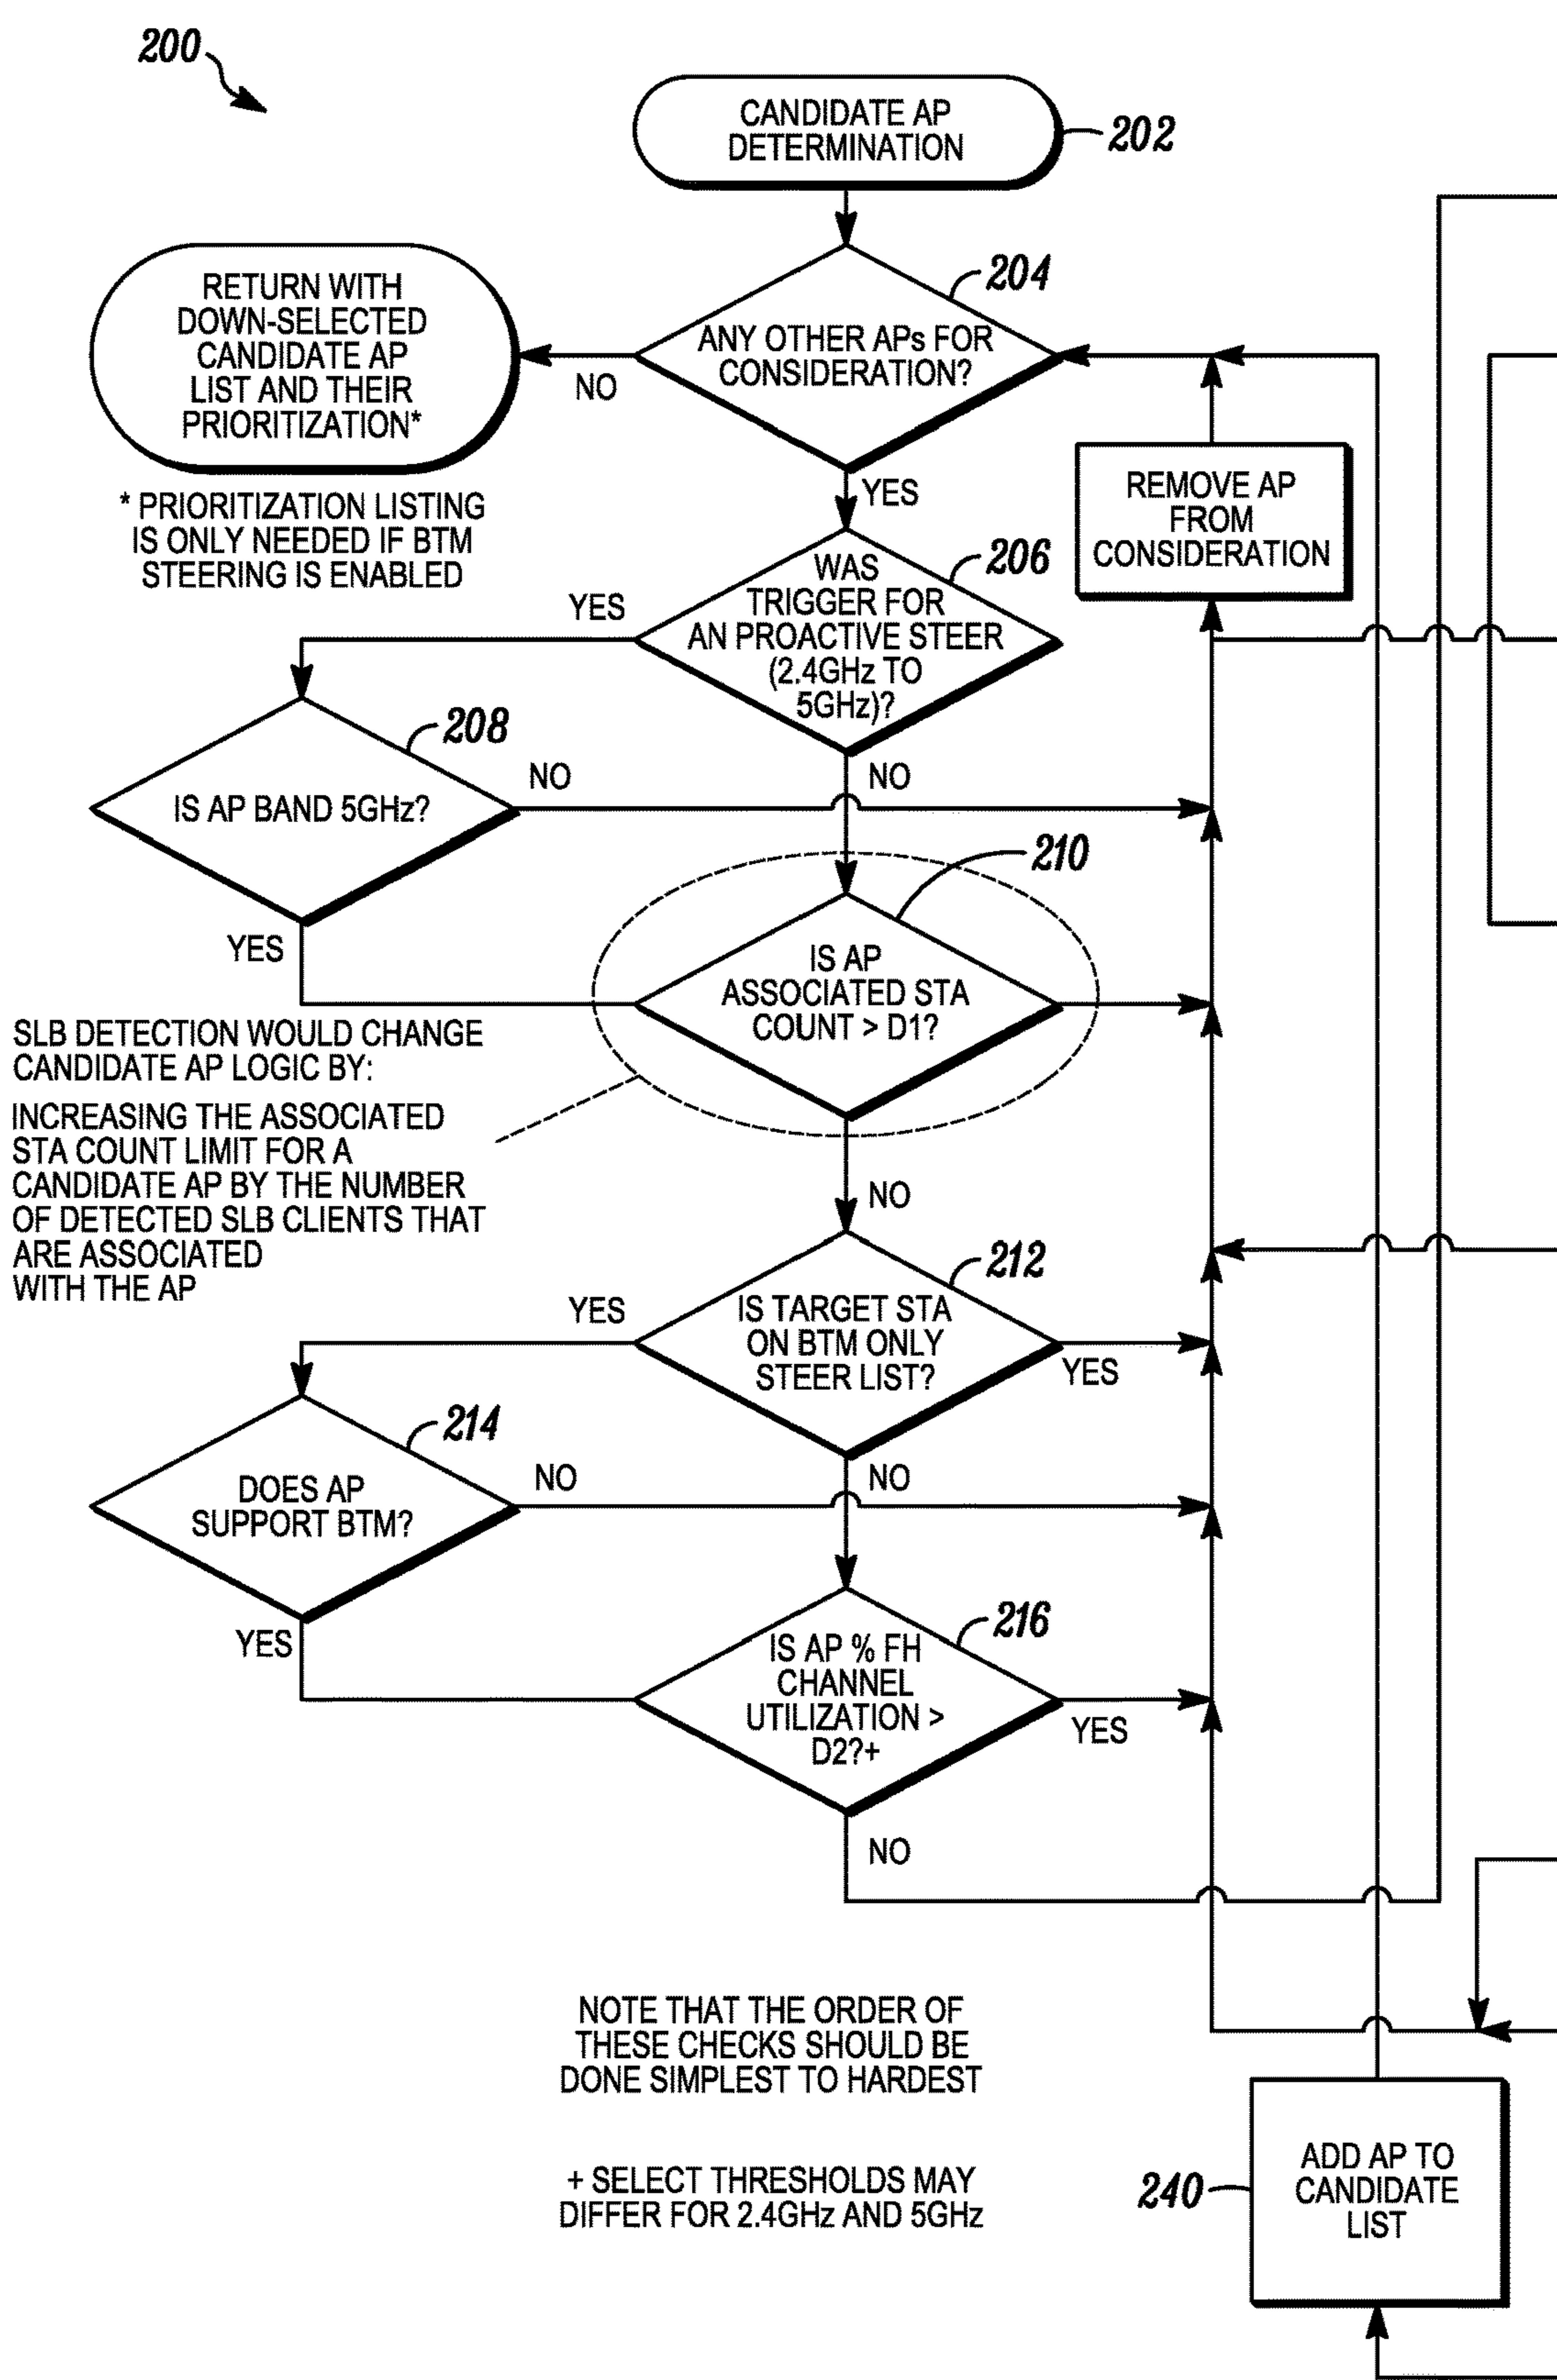 200
CANDIDATE AP
DETERMINATION
202
204
ANY OTHER APs FOR
CONSIDERATION?
NO
RETURN WITH
DOWN-SELECTED
CANDIDATE AP
LIST AND THEIR
PRIORITIZATION*
* PRIORITIZATION LISTING
IS ONLY NEEDED IF BTM
STEERING IS ENABLED
YES
REMOVE AP
FROM
CONSIDERATION
206
WAS
TRIGGER FOR
AN PROACTIVE STEER
(2.4GHz TO
5GHz)?
YES
NO
208
IS AP BAND 5GHz?
NO
YES
210
IS AP
ASSOCIATED STA
COUNT > D1?
NO
SLB DETECTION WOULD CHANGE
CANDIDATE AP LOGIC BY:
INCREASING THE ASSOCIATED
STA COUNT LIMIT FOR A
CANDIDATE AP BY THE NUMBER
OF DETECTED SLB CLIENTS THAT
ARE ASSOCIATED
WITH THE AP
212
IS TARGET STA
ON BTM ONLY
STEER LIST?
YES
YES
NO
214
DOES AP
SUPPORT BTM?
NO
YES
216
IS AP % FH
CHANNEL
UTILIZATION >
D2?+
YES
NO
NOTE THAT THE ORDER OF
THESE CHECKS SHOULD BE
DONE SIMPLEST TO HARDEST
+ SELECT THRESHOLDS MAY
DIFFER FOR 2.4GHz AND 5GHz
240
ADD AP TO
CANDIDATE
LIST